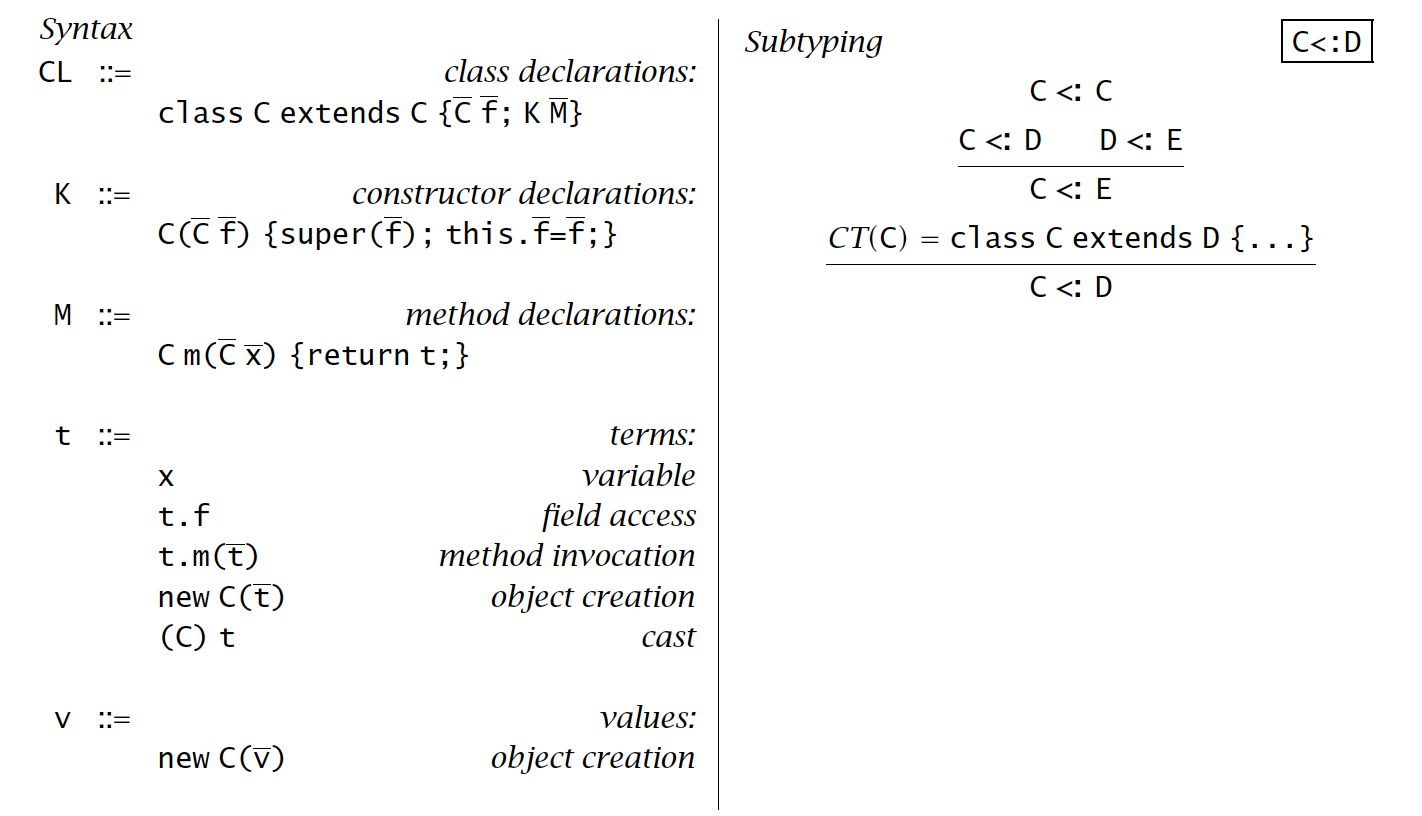 Syntax
CL ::= class declarations:
class C extends C {C̅ f̅; K M̅}
K ::= constructor declarations:
C(C̅ f̅) {super(f̅); this.f̅=f̅;}
M ::= method declarations:
C m(C̅ x̅) {return t;}
t ::= terms:
x variable
t.f field access
t.m(t̅) method invocation
new C(t̅) object creation
(C) t cast
v ::= values:
new C(v̅) object creation
Subtyping C<:D
C <: C
C <: D D <: E
C <: E
CT(C) = class C extends D {...}
C <: D